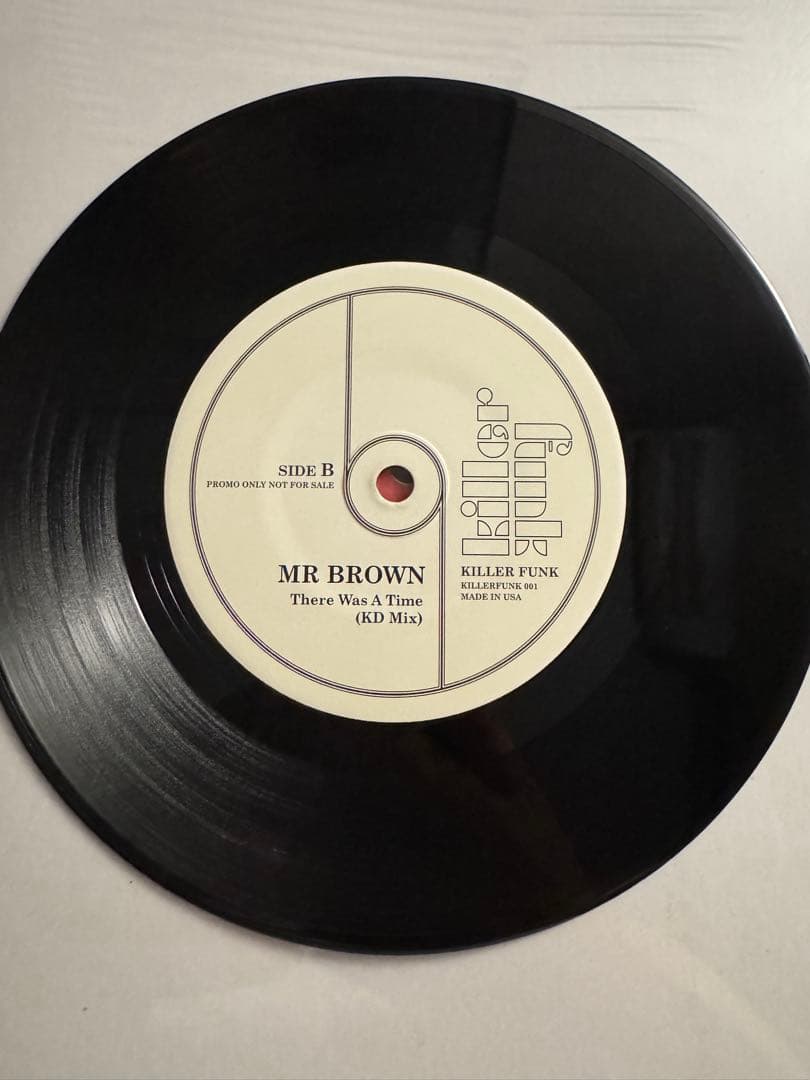 SIDE B
PROMO ONLY NOT FOR SALE
MR BROWN
There Was A Time
(KD Mix)
killer
funk
KILLER FUNK
KILLERFUNK 001
MADE IN USA